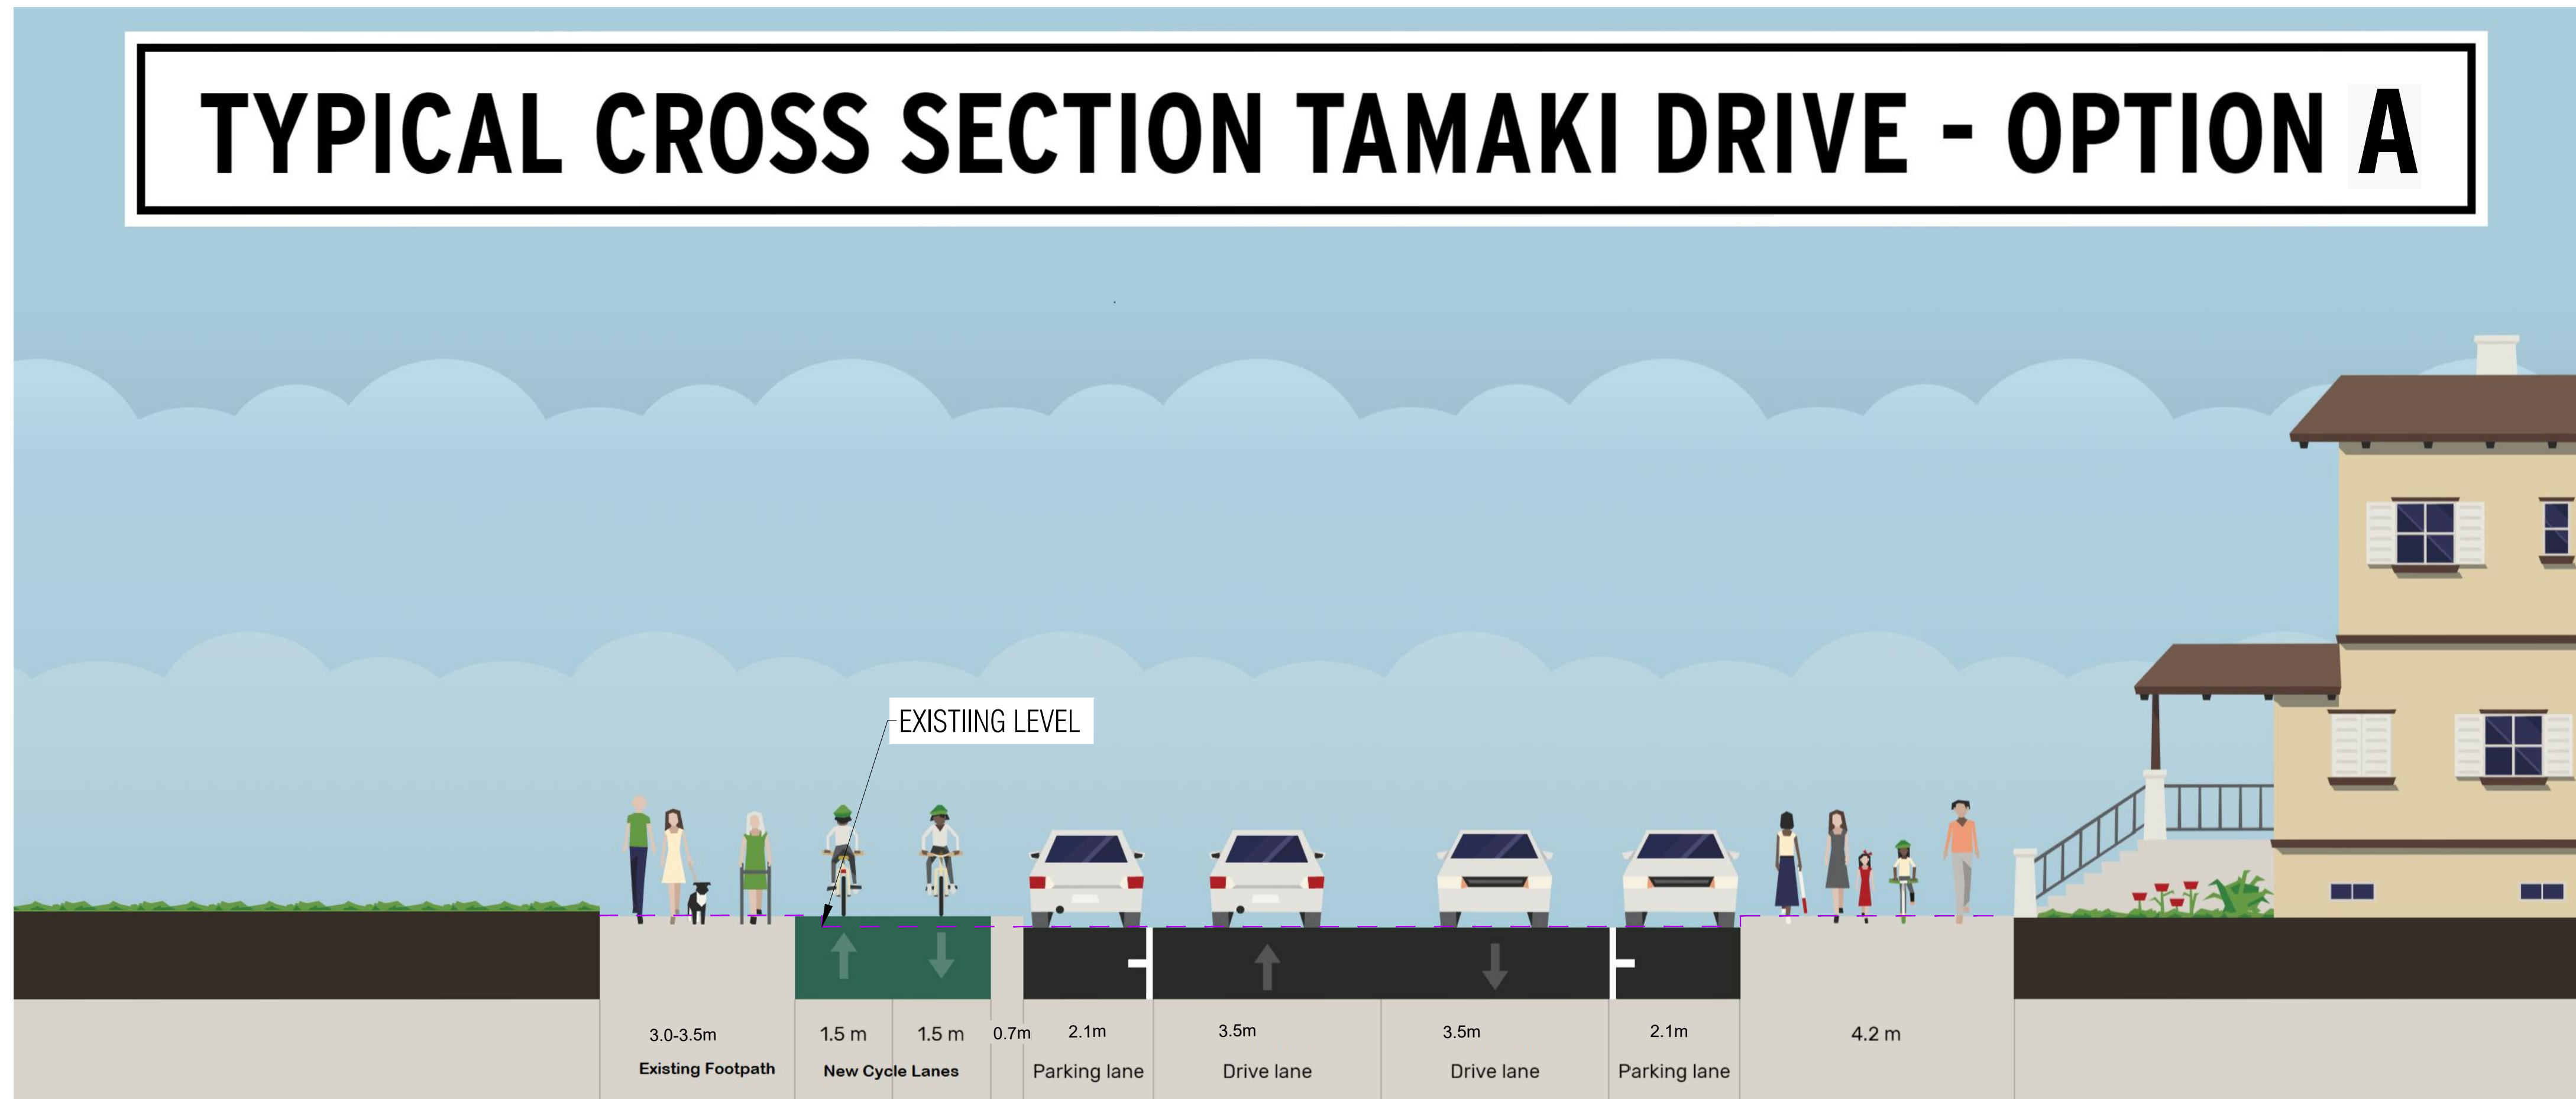 TYPICAL CROSS SECTION TAMAKI DRIVE - OPTION A
EXISTIING LEVEL
3.0-3.5m 1.5 m 1.5 m 0.7m 2.1m 3.5m 3.5m 2.1m 4.2 m
Existing Footpath New Cycle Lanes Parking lane Drive lane Drive lane Parking lane